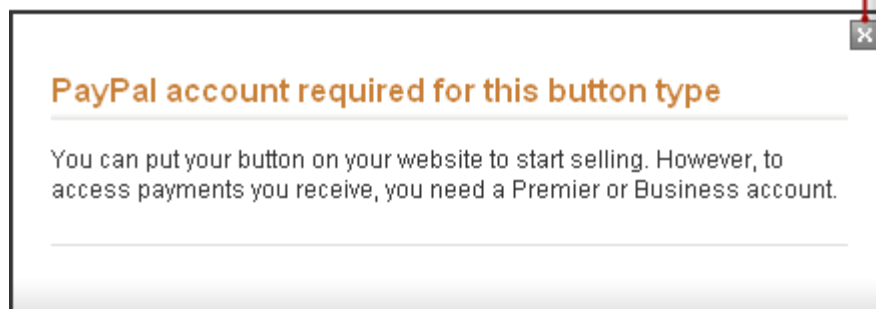 PayPal account required for this button type
You can put your button on your website to start selling. However, to
access payments you receive, you need a Premier or Business account.